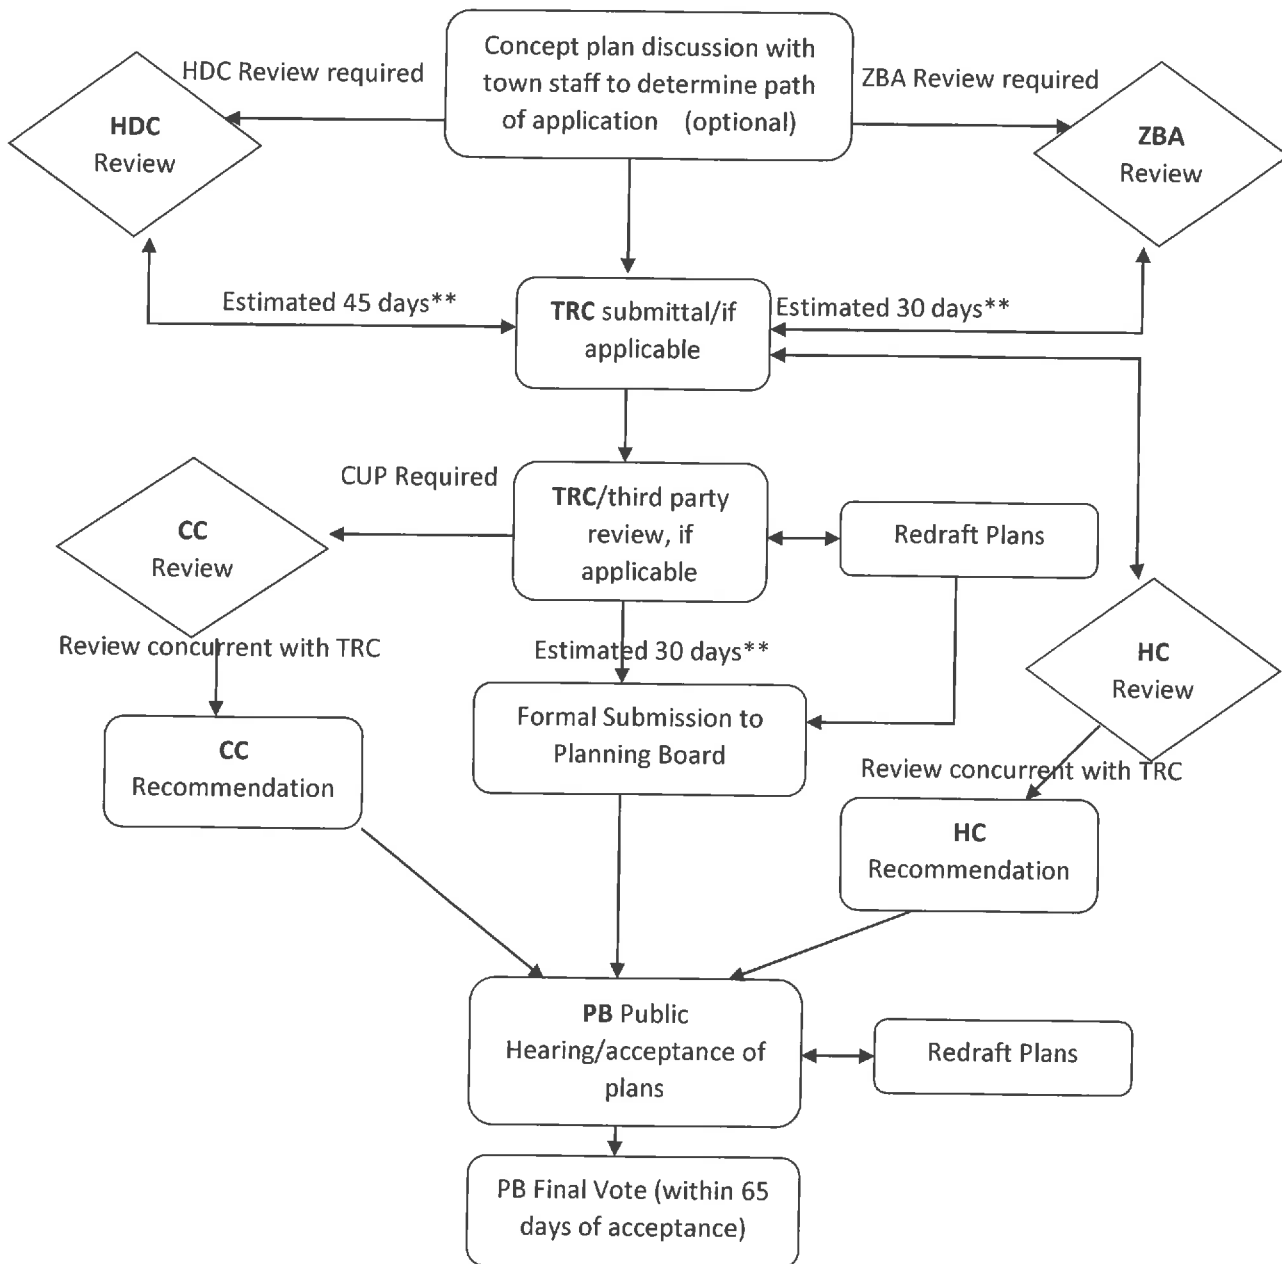 Concept plan discussion with
town staff to determine path
of application (optional)
HDC Review required
ZBA Review required
HDC
Review
ZBA
Review
Estimated 45 days**
TRC submittal/if
applicable
Estimated 30 days**
CUP Required
CC
Review
TRC/third party
review, if
applicable
Redraft Plans
Review concurrent with TRC
Estimated 30 days**
HC
Review
CC
Recommendation
Formal Submission to
Planning Board
Review concurrent with TRC
HC
Recommendation
PB Public
Hearing/acceptance of
plans
Redraft Plans
PB Final Vote (within 65
days of acceptance)